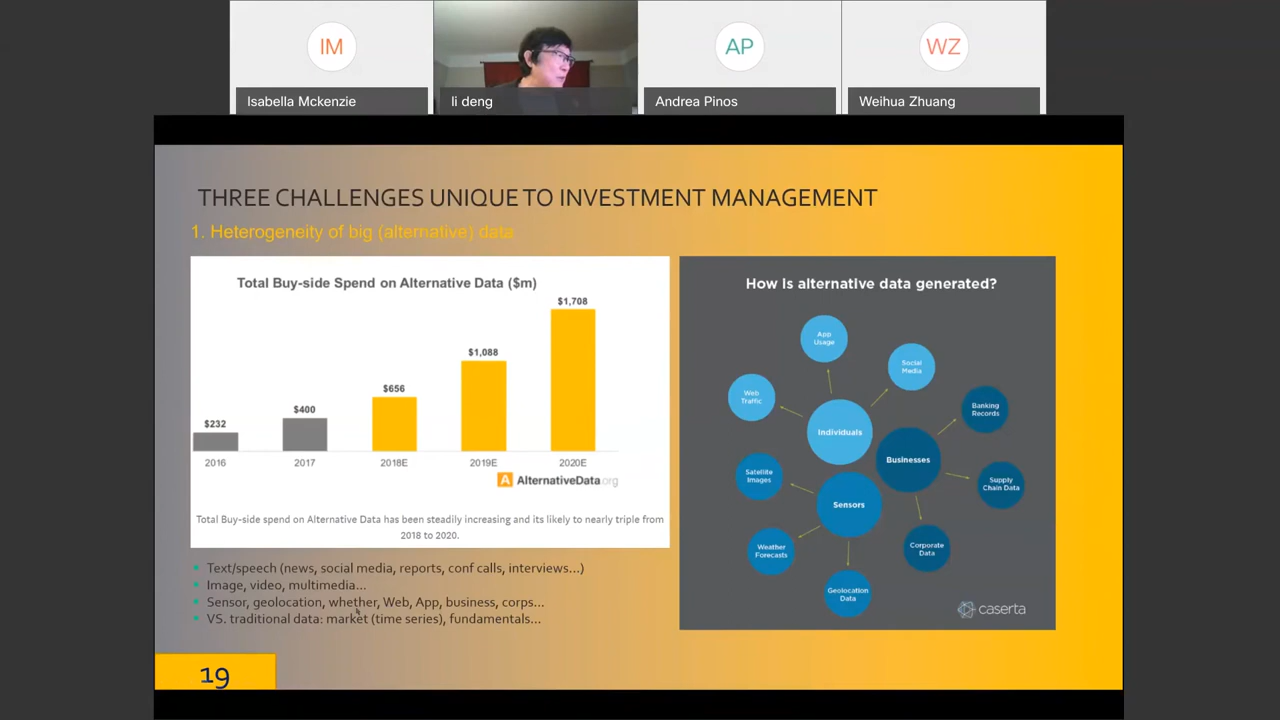 IM
AP
WZ
Isabella Mckenzie
li deng
Andrea Pinos
Weihua Zhuang
THREE CHALLENGES UNIQUE TO INVESTMENT MANAGEMENT
1. Heterogeneity of big (alternative) data
Total Buy-side Spend on Alternative Data ($m)
$1,708
$1,088
$656
$400
$232
2016
2017
2018E
2019E
2020E
A AlternativeData.org
Total Buy-side spend on Alternative Data has been steadily increasing and its likely to nearly triple from
2018 to 2020.
How is alternative data generated?
App
Usage
Social
Media
Web
Traffic
Individuals
Banking
Records
Businesses
Satellite
Images
Supply
Chain Data
Sensors
Weather
Forecasts
Corporate
Data
Geolocation
Data
caserta
• Text/speech (news, social media, reports, conf calls, interviews...)
• Image, video, multimedia...
• Sensor, geolocation, whether, Web, App, business, corps...
• VS. traditional data: market (time series), fundamentals...
19